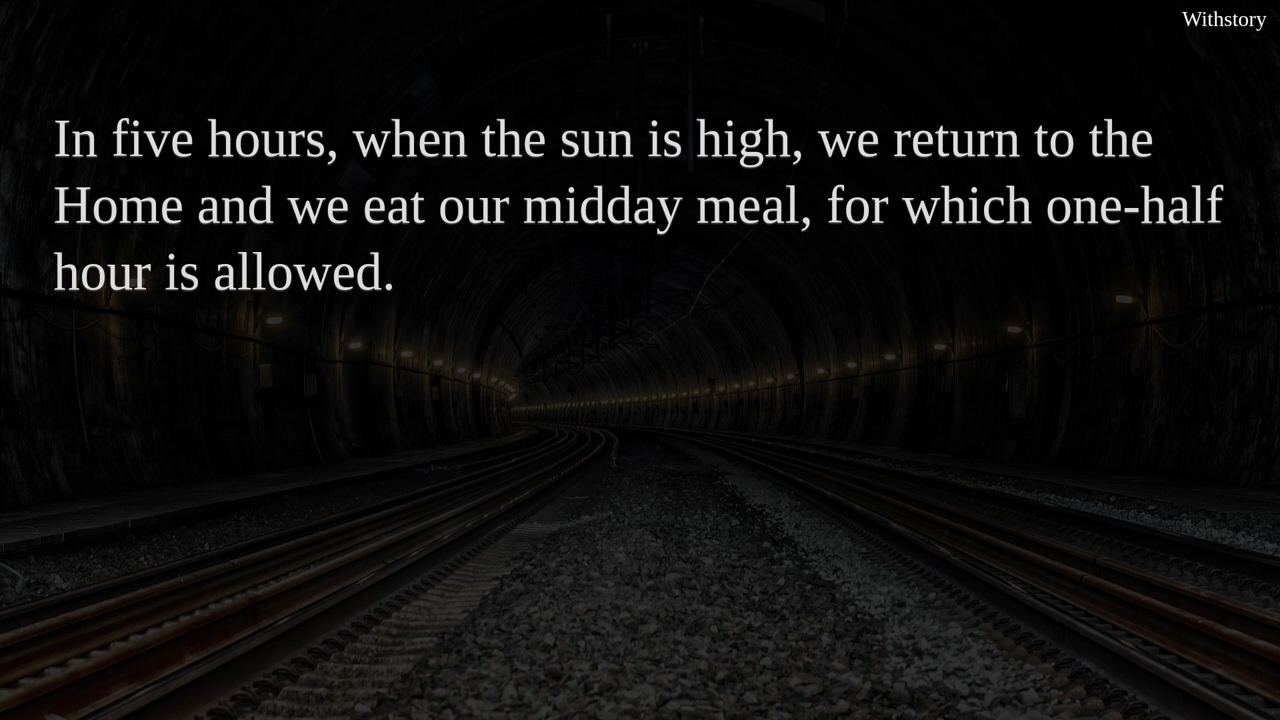 Withstory
In five hours, when the sun is high, we return to the
Home and we eat our midday meal, for which one-half
hour is allowed.